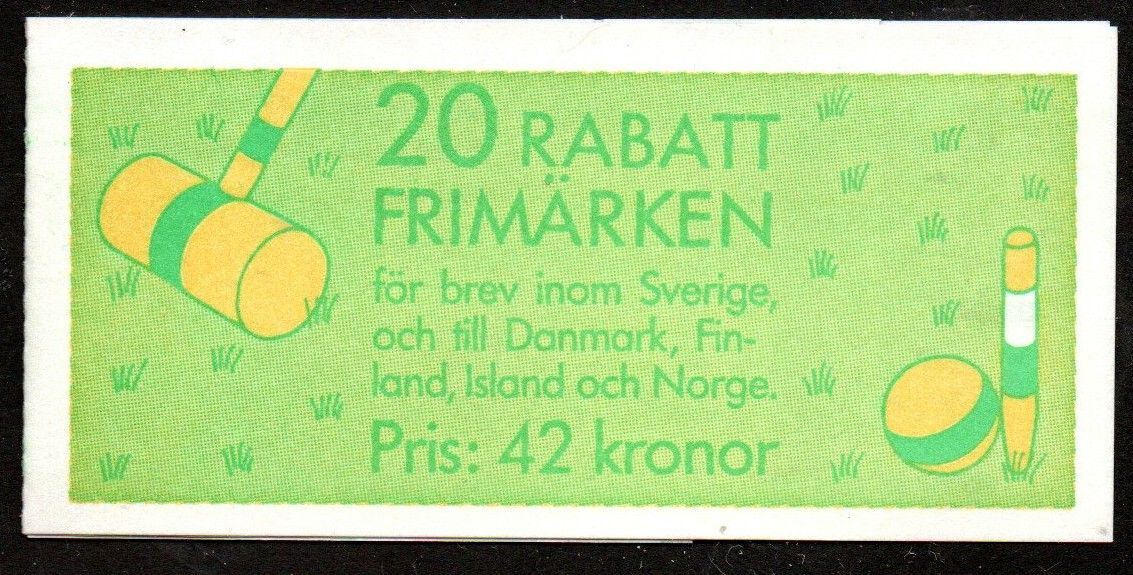 20 RABATT
FRIMÄRKEN
för brev inom Sverige,
och till Danmark, Fin-
land, Island och Norge.
Pris: 42 kronor